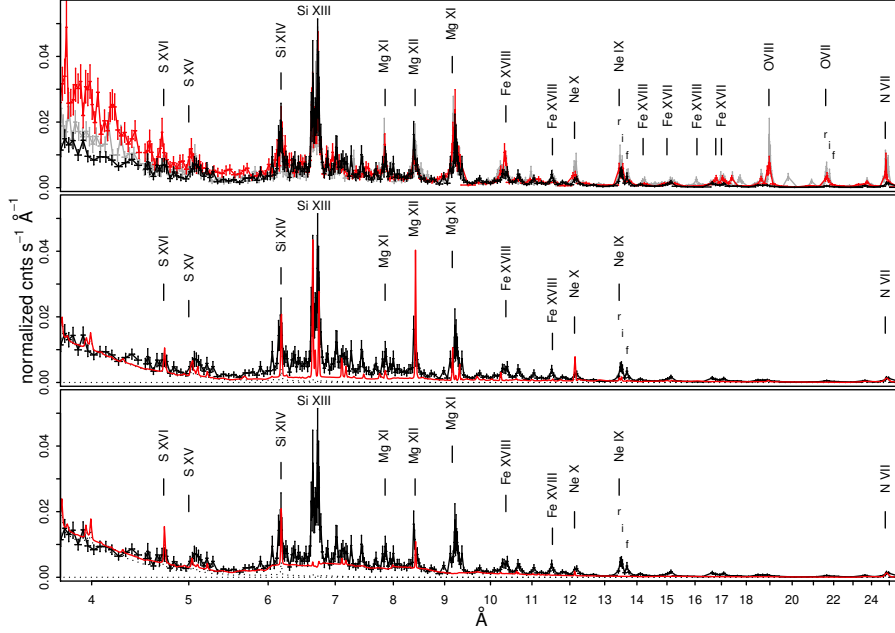 Si XIII
S XVI
S XV
Si XIV
Mg XI
Mg XII
Mg XI
Fe XVIII
Fe XVIII
Ne X
Ne IX
r
i
f
Fe XVIII
Fe XVII
Fe XVIII
Fe XVII
OVIII
OVII
r
i
f
N VII
0.00
0.02
0.04
Si XIII
S XVI
S XV
Si XIV
Mg XI
Mg XII
Mg XI
Fe XVIII
Fe XVIII
Ne X
Ne IX
r
i
f
N VII
0.00
0.02
0.04
normalized cnts s⁻¹ Å⁻¹
Si XIII
S XVI
S XV
Si XIV
Mg XI
Mg XII
Mg XI
Fe XVIII
Fe XVIII
Ne X
Ne IX
r
i
f
N VII
0.00
0.02
0.04
4 5 6 7 8 9 10 11 12 13 14 15 16 17 18 20 22 24
Å